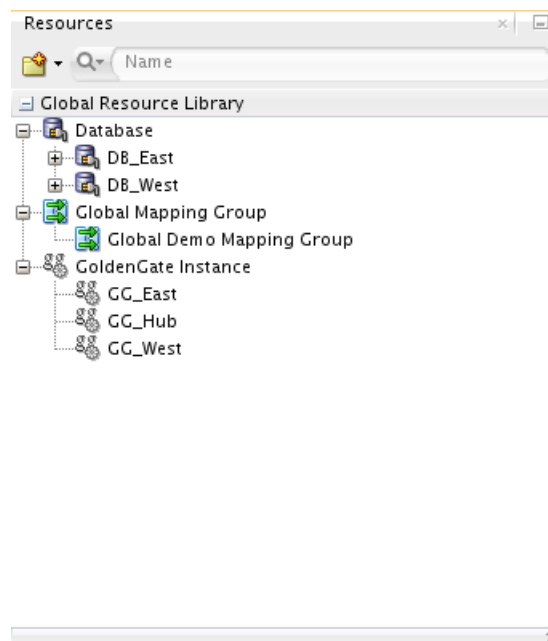 Resources
Name
Global Resource Library
Database
DB_East
DB_West
Global Mapping Group
Global Demo Mapping Group
GoldenGate Instance
GG_East
GG_Hub
GG_West